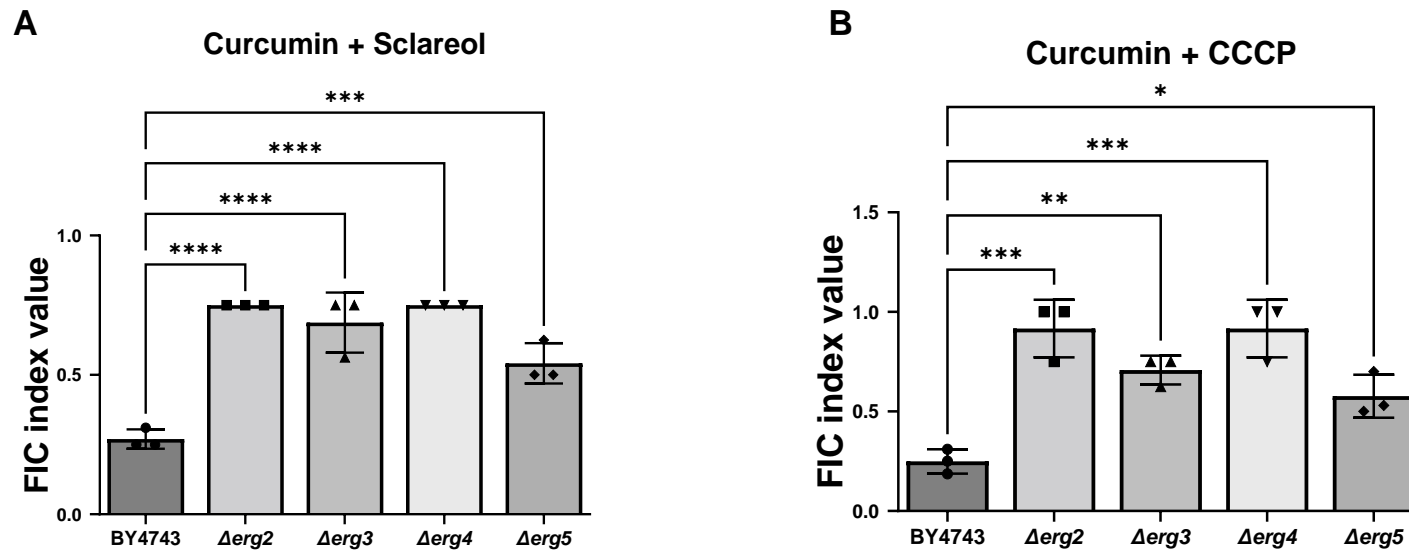 A
Curcumin + Sclareol
***
****
****
****
FIC index value
1.0
0.5
0.0
BY4743 Δerg2 Δerg3 Δerg4 Δerg5
B
Curcumin + CCCP
*
***
**
***
FIC index value
1.5
1.0
0.5
0.0
BY4743 Δerg2 Δerg3 Δerg4 Δerg5